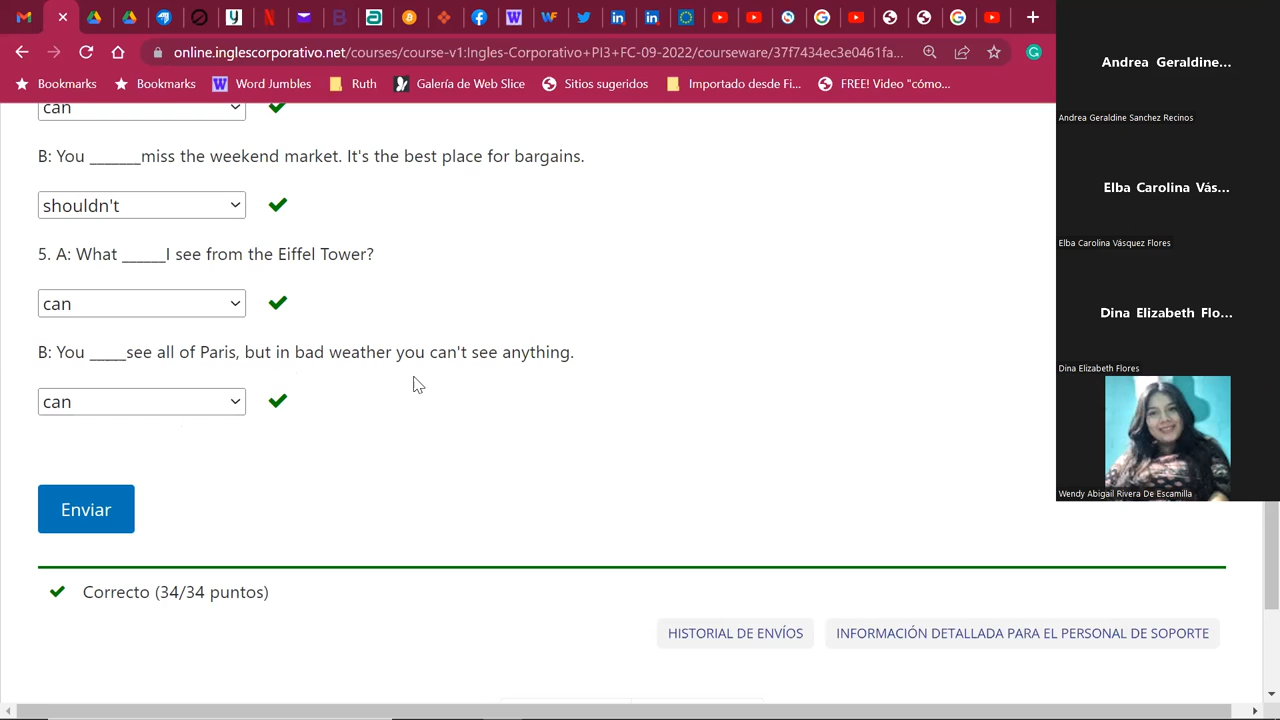 online.inglescorporativo.net/courses/course-v1:Ingles-Corporativo+PI3+FC-09-2022/courseware/37f7434ec3e0461fa...
Bookmarks
Bookmarks
Word Jumbles
Ruth
Galería de Web Slice
Sitios sugeridos
Importado desde Fi...
FREE! Video "cómo...
can
B: You _______miss the weekend market. It's the best place for bargains.
shouldn't
5. A: What ______I see from the Eiffel Tower?
can
B: You _____see all of Paris, but in bad weather you can't see anything.
can
Enviar
Correcto (34/34 puntos)
HISTORIAL DE ENVÍOS
INFORMACIÓN DETALLADA PARA EL PERSONAL DE SOPORTE
Andrea Geraldine...
Andrea Geraldine Sanchez Recinos
Elba Carolina Vás...
Elba Carolina Vásquez Flores
Dina Elizabeth Flo...
Dina Elizabeth Flores
Wendy Abigail Rivera De Escamilla